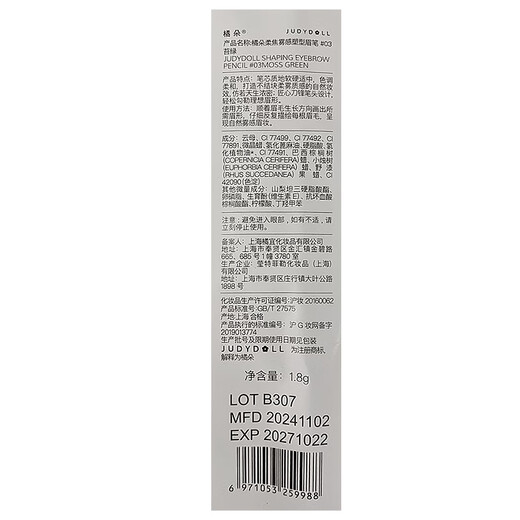 橘朵 JUDYDOLL
产品名称:橘朵柔焦雾感塑型眉笔 #03
苔绿
JUDYDOLL SHAPING EYEBROW
PENCIL #03MOSS GREEN
产品特点：笔芯质地软硬适中，色调
柔和，打造不结块柔雾质感的自然妆
效，仿若天生浓密。匠心刀锋笔头设计，
轻松勾勒理想眉形。
使用方法：顺着眉毛生长方向画出所
需眉形，仔细反复描绘每根眉毛，呈
现自然雾感眉妆。
成分：云母、CI 77499、CI 77492、CI
77891、微晶蜡、氢化蓖麻油、硬脂酸、氢
化植物油*、CI 77491、巴西棕榈树
(COPERNICIA CERIFERA) 蜡、小烛树
(EUPHORBIA CERIFERA) 蜡、野漆
(RHUS SUCCEDANEA) 果蜡、CI
42090(色淀)
其他微量成分：山梨坦三硬脂酸酯、
卵磷脂、生育酚(维生素 E)、抗坏血酸
棕榈酸酯、柠檬酸、丁羟甲苯
注意：避免进入眼部，如有不适，请
立刻停用。
备案人：上海橘宜化妆品有限公司
地址：上海市奉贤区金汇镇金碧路
665、685 号 1 幢 3780 室
生产企业：莹特菲勒化妆品（上海）
有限公司
地址：上海市奉贤区庄行镇大叶公路
1898 号
化妆品生产许可证编号:沪妆 20160062
产品执行的标准:GB/T 27575
产地:上海 合格
产品执行的标准编号：沪 G 妆网备字
2019013774
生产批号及限期使用日期见包装
JUDYDOLL 为注册商标，
解释为橘朵
净含量： 1.8g
LOT B307
MFD 20241102
EXP 20271022
6 971053 259988